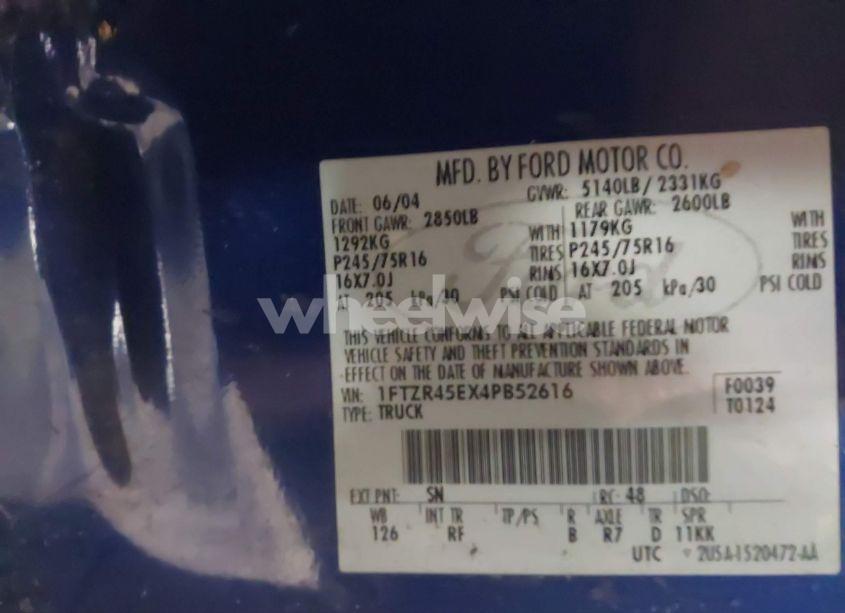 MFD. BY FORD MOTOR CO.
DATE: 06/04 GVWR: 5140LB/ 2331KG
FRONT GAWR: 2850LB REAR GAWR: 2600LB
1292KG WITH 1179KG WITH
P245/75R16 TIRES P245/75R16 TIRES
16X7.0J RIMS 16X7.0J RIMS
AT 205 kPa/30 PSI COLD AT 205 kPa/30 PSI COLD
Ford
wheelwise
THIS VEHICLE CONFORMS TO ALL APPLICABLE FEDERAL MOTOR
VEHICLE SAFETY AND THEFT PREVENTION STANDARDS IN
EFFECT ON THE DATE OF MANUFACTURE SHOWN ABOVE.
VIN: 1FTZR45EX4PB52616 F0039
TYPE: TRUCK T0124
EXT PNT: SN RC: 48 DSO:
WB INT TR TP/PS R AXLE TR SPR
126 RF B R7 D 11KK
UTC 2U5A-1520472-AA